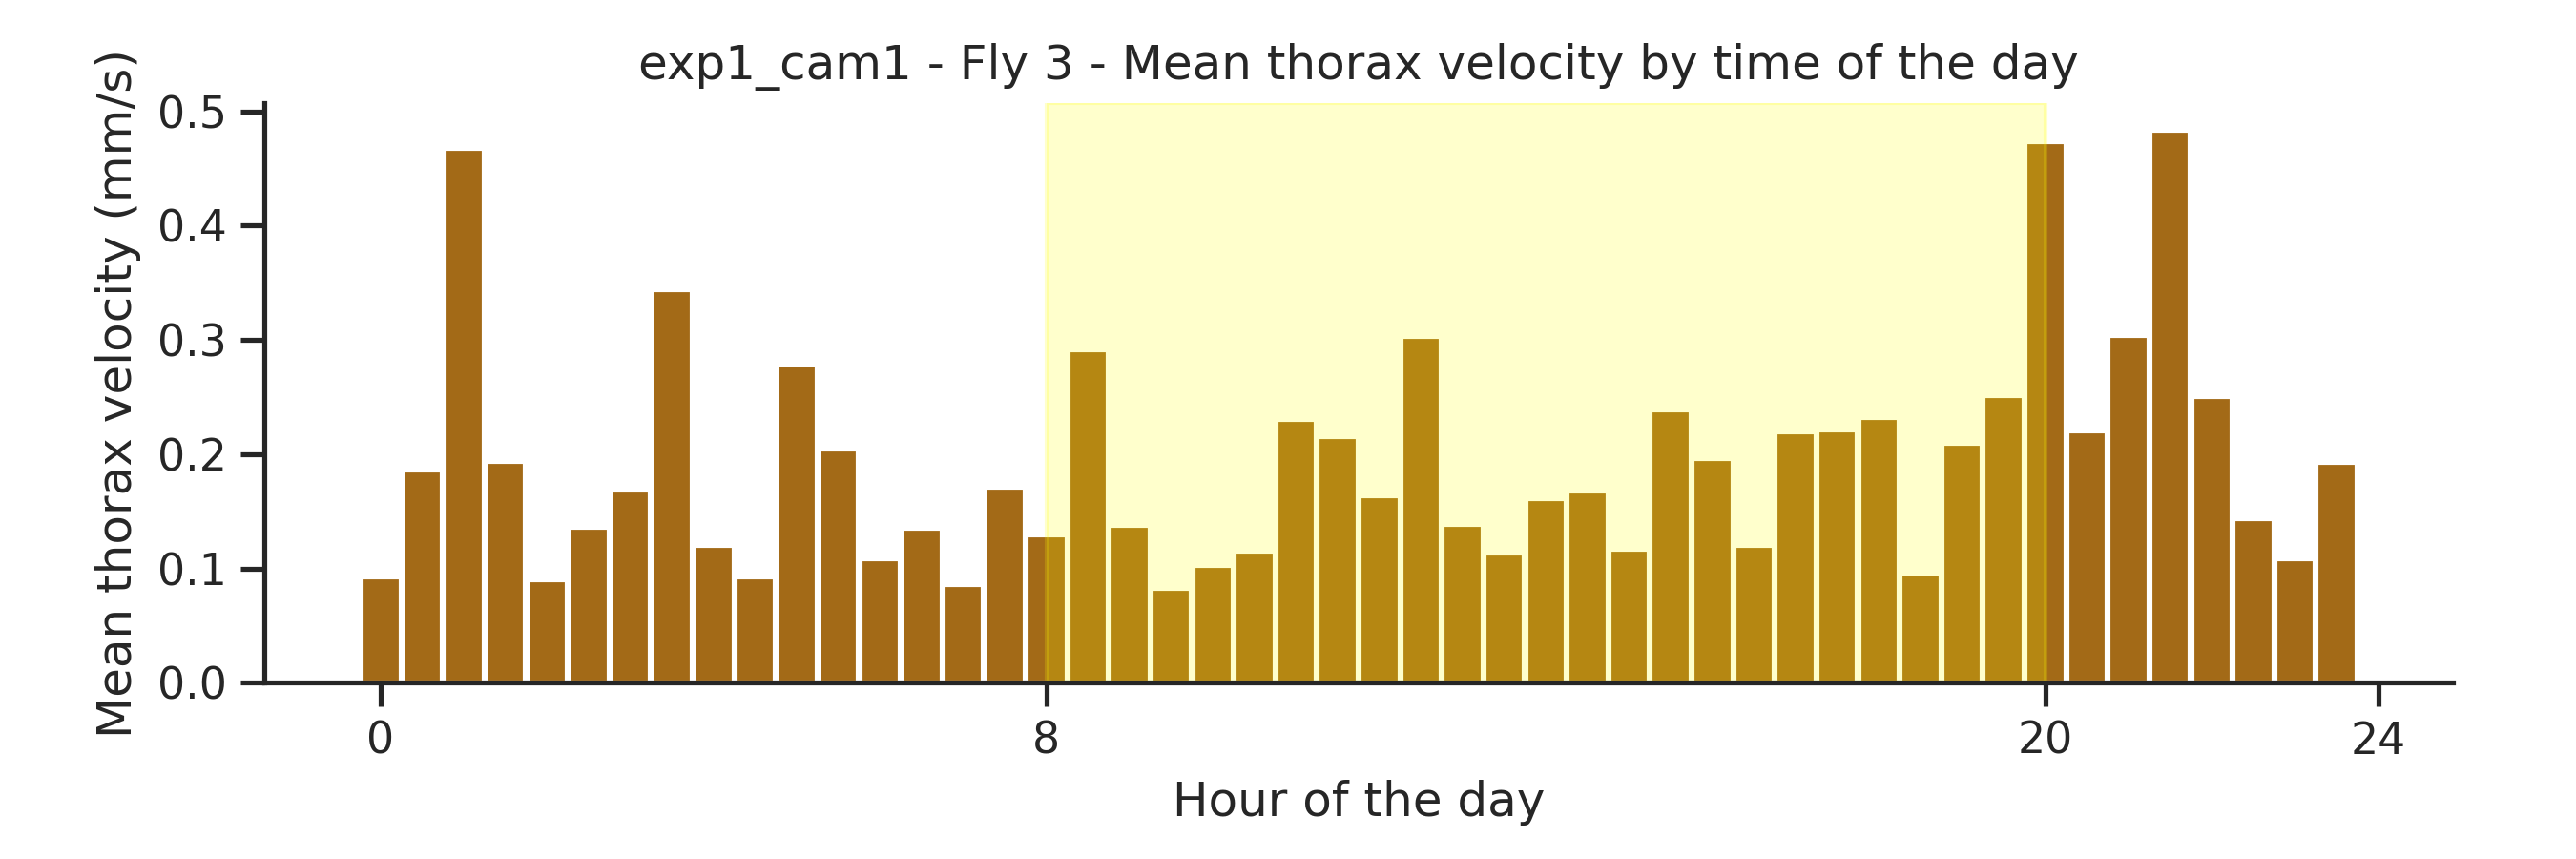 exp1_cam1 - Fly 3 - Mean thorax velocity by time of the day
Mean thorax velocity (mm/s)
0.5
0.4
0.3
0.2
0.1
0.0
0 8 20 24
Hour of the day